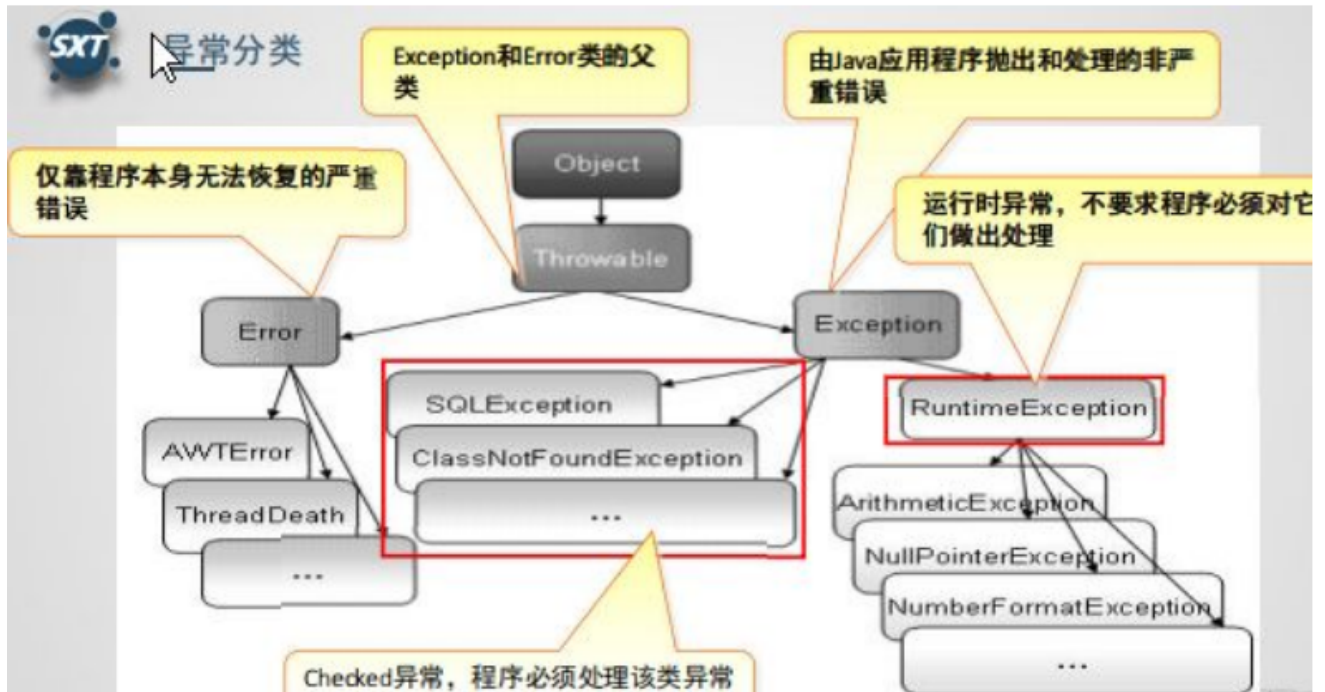 SXT
异常分类
Exception和Error类的父
类
由Java应用程序抛出和处理的非严
重错误
仅靠程序本身无法恢复的严重
错误
Object
运行时异常，不要求程序必须对它
们做出处理
Throwable
Error
Exception
SQLException
RuntimeException
AWTError
ClassNotFoundException
ThreadDeath
...
ArithmeticException
...
NullPointerException
NumberFormatException
...
Checked异常，程序必须处理该类异常